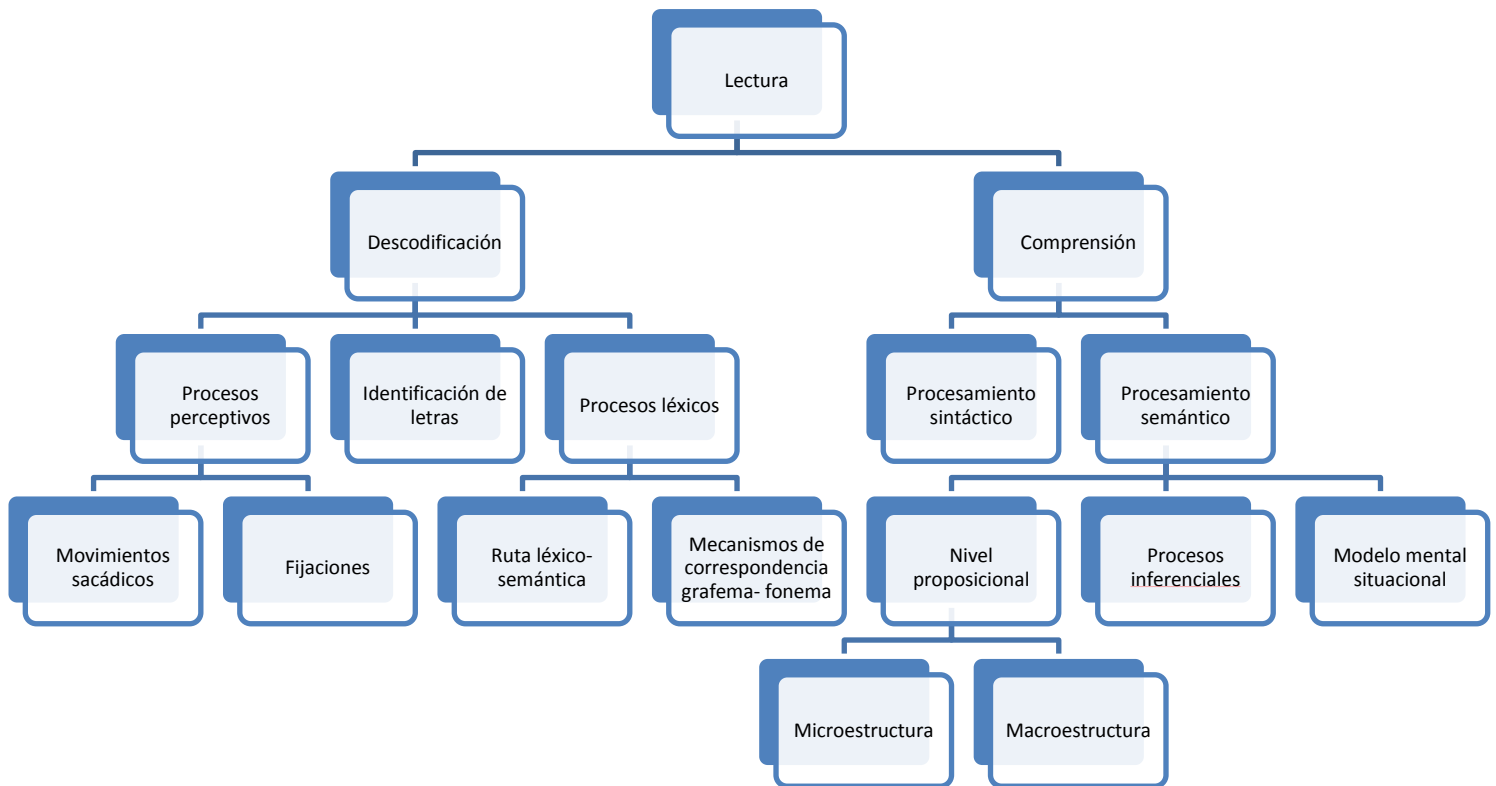 Lectura
Descodificación
Comprensión
Procesos
perceptivos
Identificación de
letras
Procesos léxicos
Procesamiento
sintáctico
Procesamiento
semántico
Movimientos
sacádicos
Fijaciones
Ruta léxico-
semántica
Mecanismos de
correspondencia
grafema- fonema
Nivel
proposicional
Procesos
inferenciales
Modelo mental
situacional
Microestructura
Macroestructura